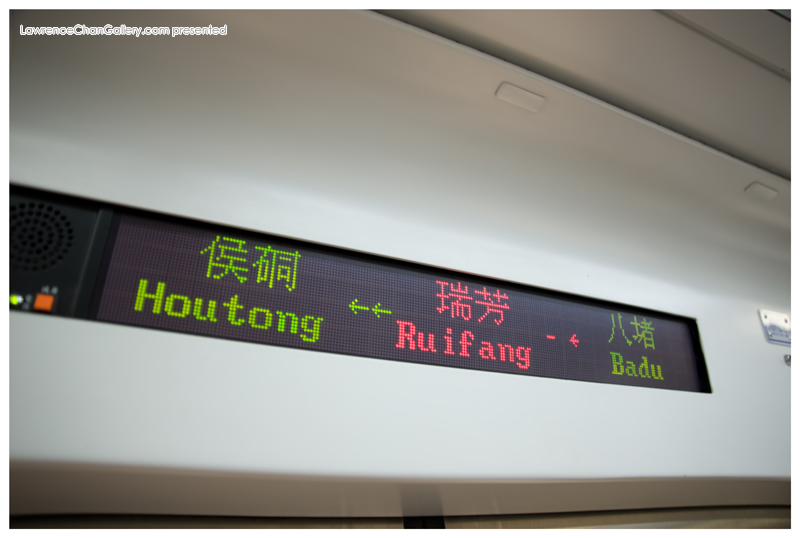 LawrenceChanGallery.com presented
侯硐 瑞芳 八堵
Houtong ←← Ruifang - ← Badu